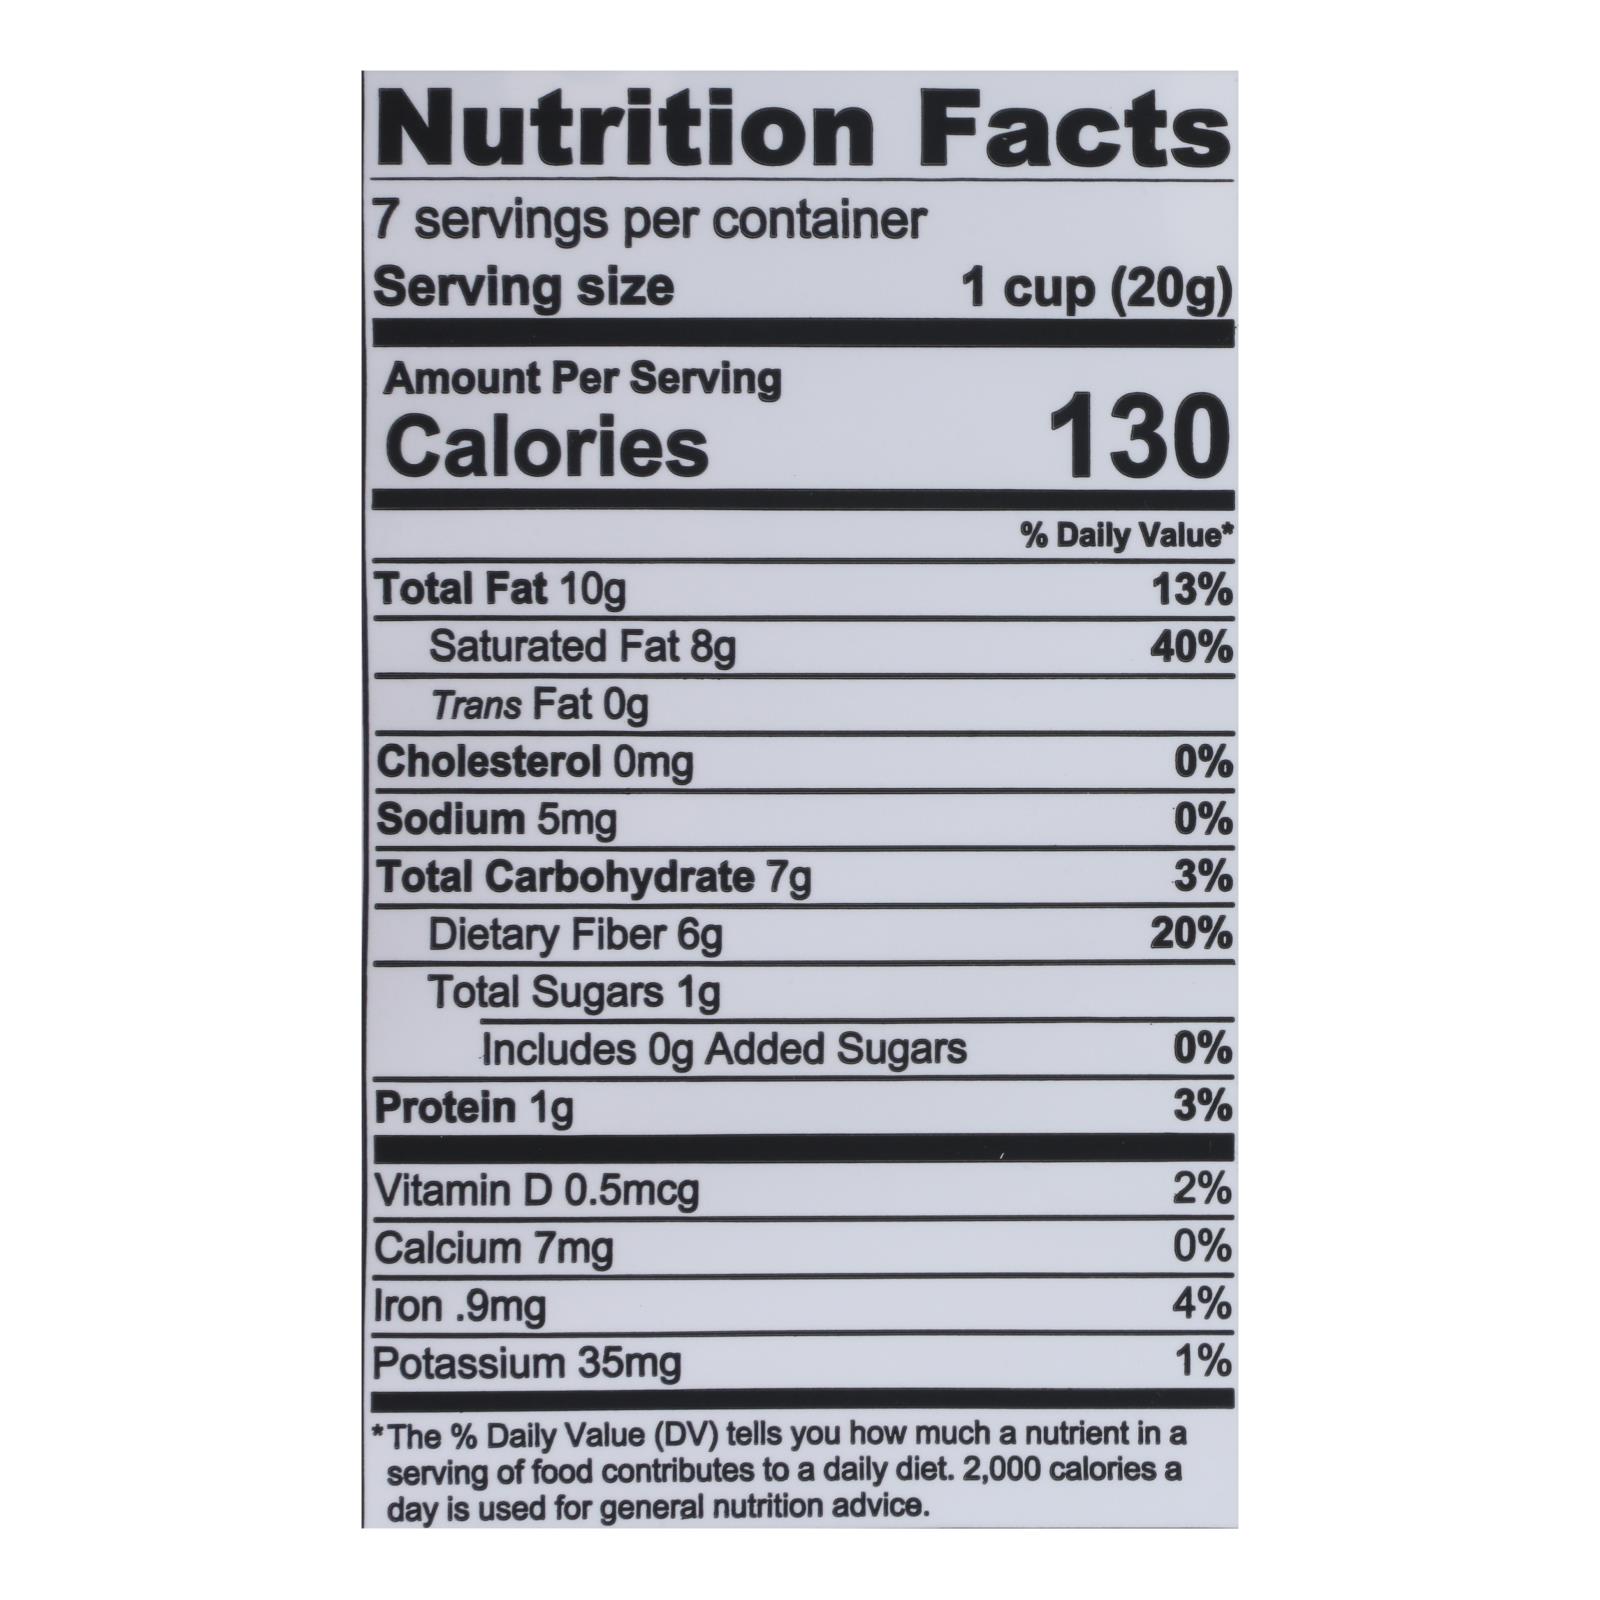 Nutrition Facts
7 servings per container
Serving size 1 cup (20g)
Amount Per Serving
Calories 130
% Daily Value*
Total Fat 10g 13%
Saturated Fat 8g 40%
Trans Fat 0g
Cholesterol 0mg 0%
Sodium 5mg 0%
Total Carbohydrate 7g 3%
Dietary Fiber 6g 20%
Total Sugars 1g
Includes 0g Added Sugars 0%
Protein 1g 3%
Vitamin D 0.5mcg 2%
Calcium 7mg 0%
Iron .9mg 4%
Potassium 35mg 1%
*The % Daily Value (DV) tells you how much a nutrient in a
serving of food contributes to a daily diet. 2,000 calories a
day is used for general nutrition advice.